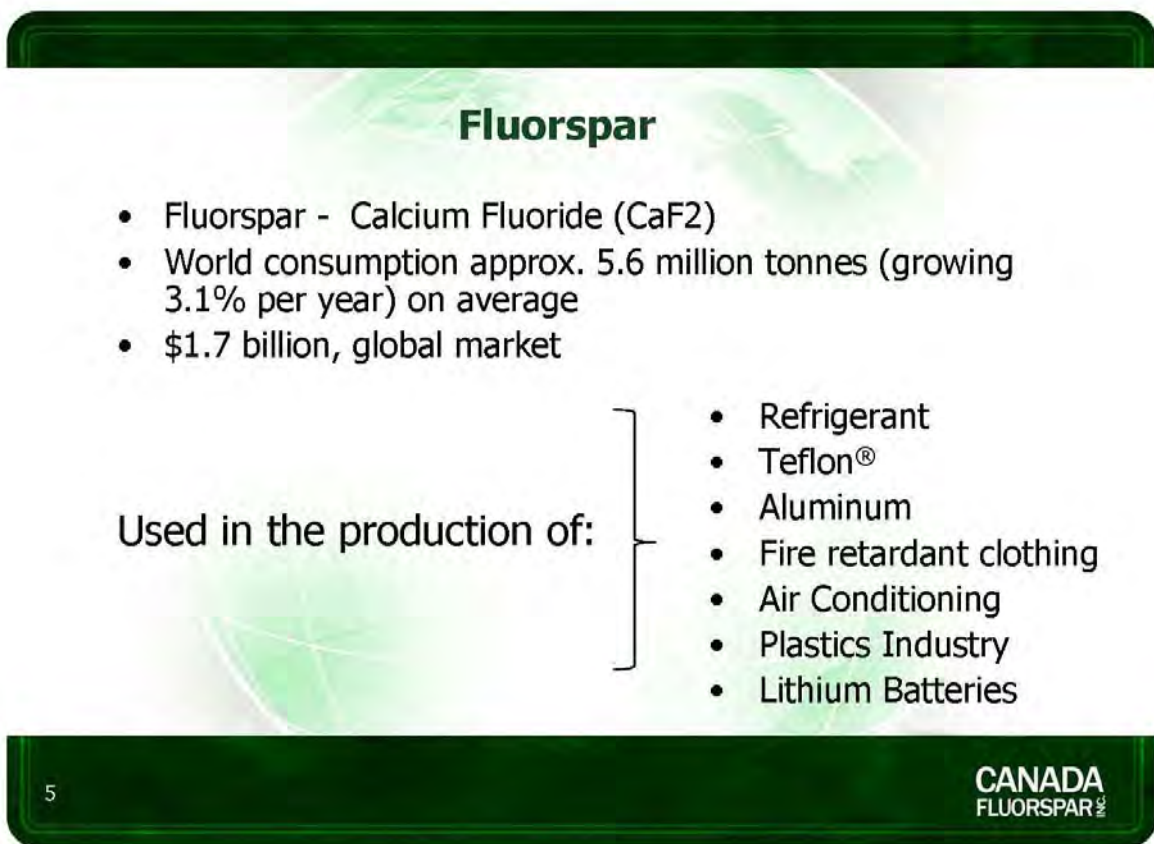 Fluorspar
• Fluorspar - Calcium Fluoride (CaF2)
• World consumption approx. 5.6 million tonnes (growing
3.1% per year) on average
• $1.7 billion, global market
Used in the production of:
• Refrigerant
• Teflon®
• Aluminum
• Fire retardant clothing
• Air Conditioning
• Plastics Industry
• Lithium Batteries
5
CANADA
FLUORSPAR INC.